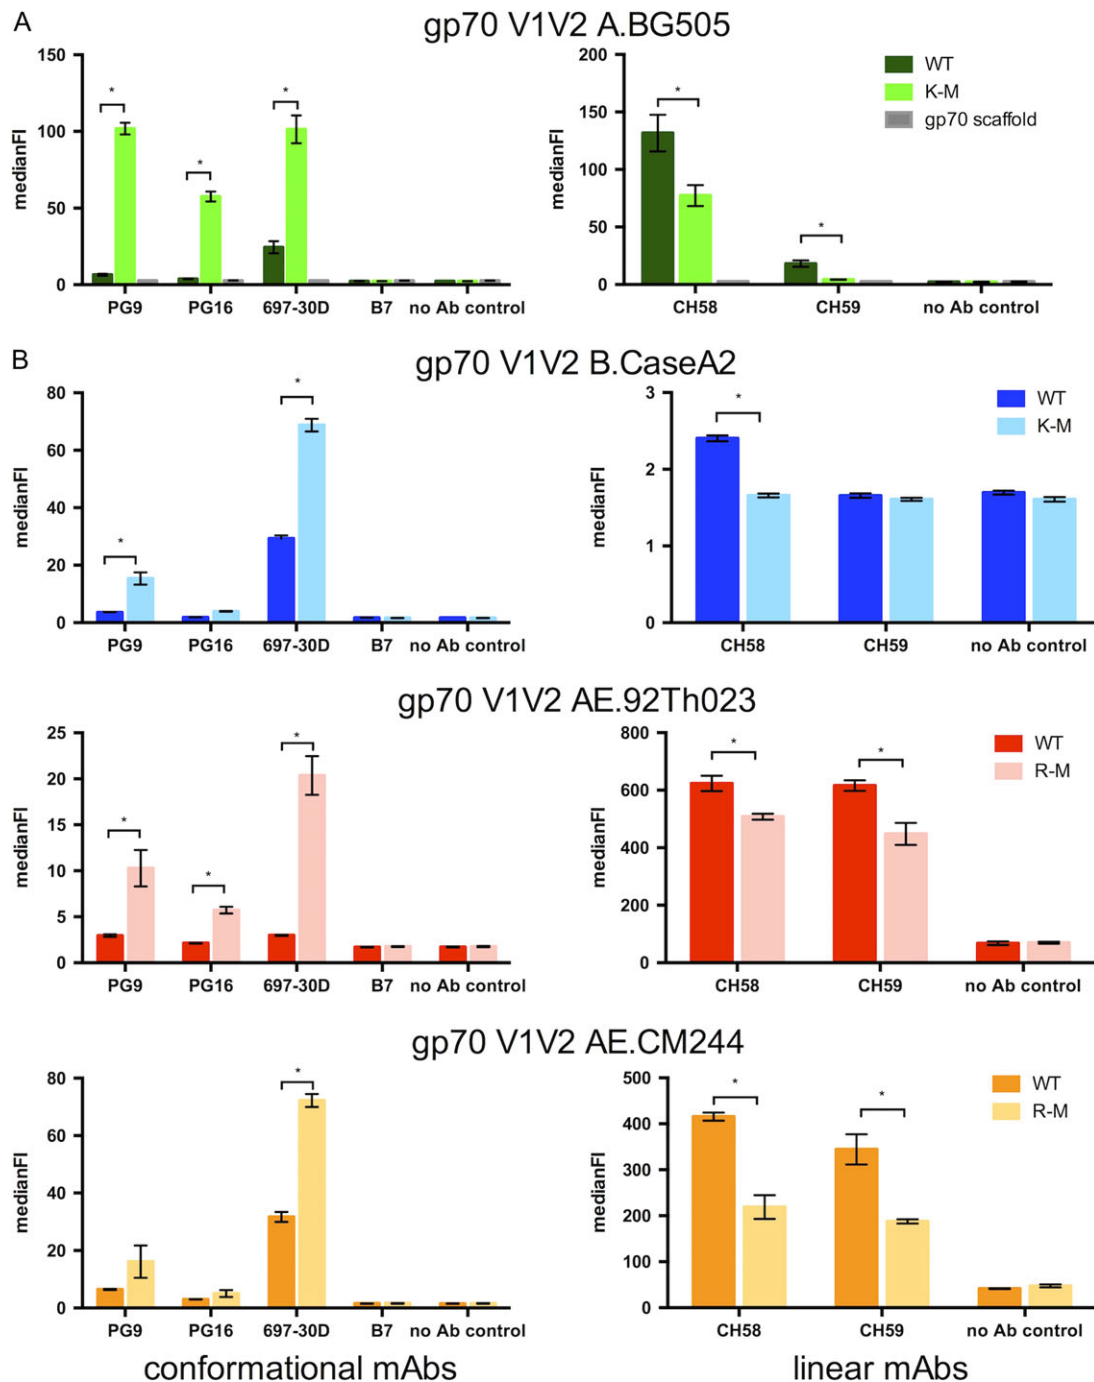 A
gp70 V1V2 A.BG505
medianFI
150
100
50
0
*
*
*
PG9
PG16
697-30D
B7
no Ab control
medianFI
200
150
100
50
0
*
*
CH58
CH59
no Ab control
WT
K-M
gp70 scaffold
B
gp70 V1V2 B.CaseA2
medianFI
80
60
40
20
0
*
*
PG9
PG16
697-30D
B7
no Ab control
medianFI
3
2
1
0
*
CH58
CH59
no Ab control
WT
K-M
gp70 V1V2 AE.92Th023
medianFI
25
20
15
10
5
0
*
*
*
PG9
PG16
697-30D
B7
no Ab control
medianFI
800
600
400
200
0
*
*
CH58
CH59
no Ab control
WT
R-M
gp70 V1V2 AE.CM244
medianFI
80
60
40
20
0
*
PG9
PG16
697-30D
B7
no Ab control
medianFI
500
400
300
200
100
0
*
*
CH58
CH59
no Ab control
WT
R-M
conformational mAbs
linear mAbs